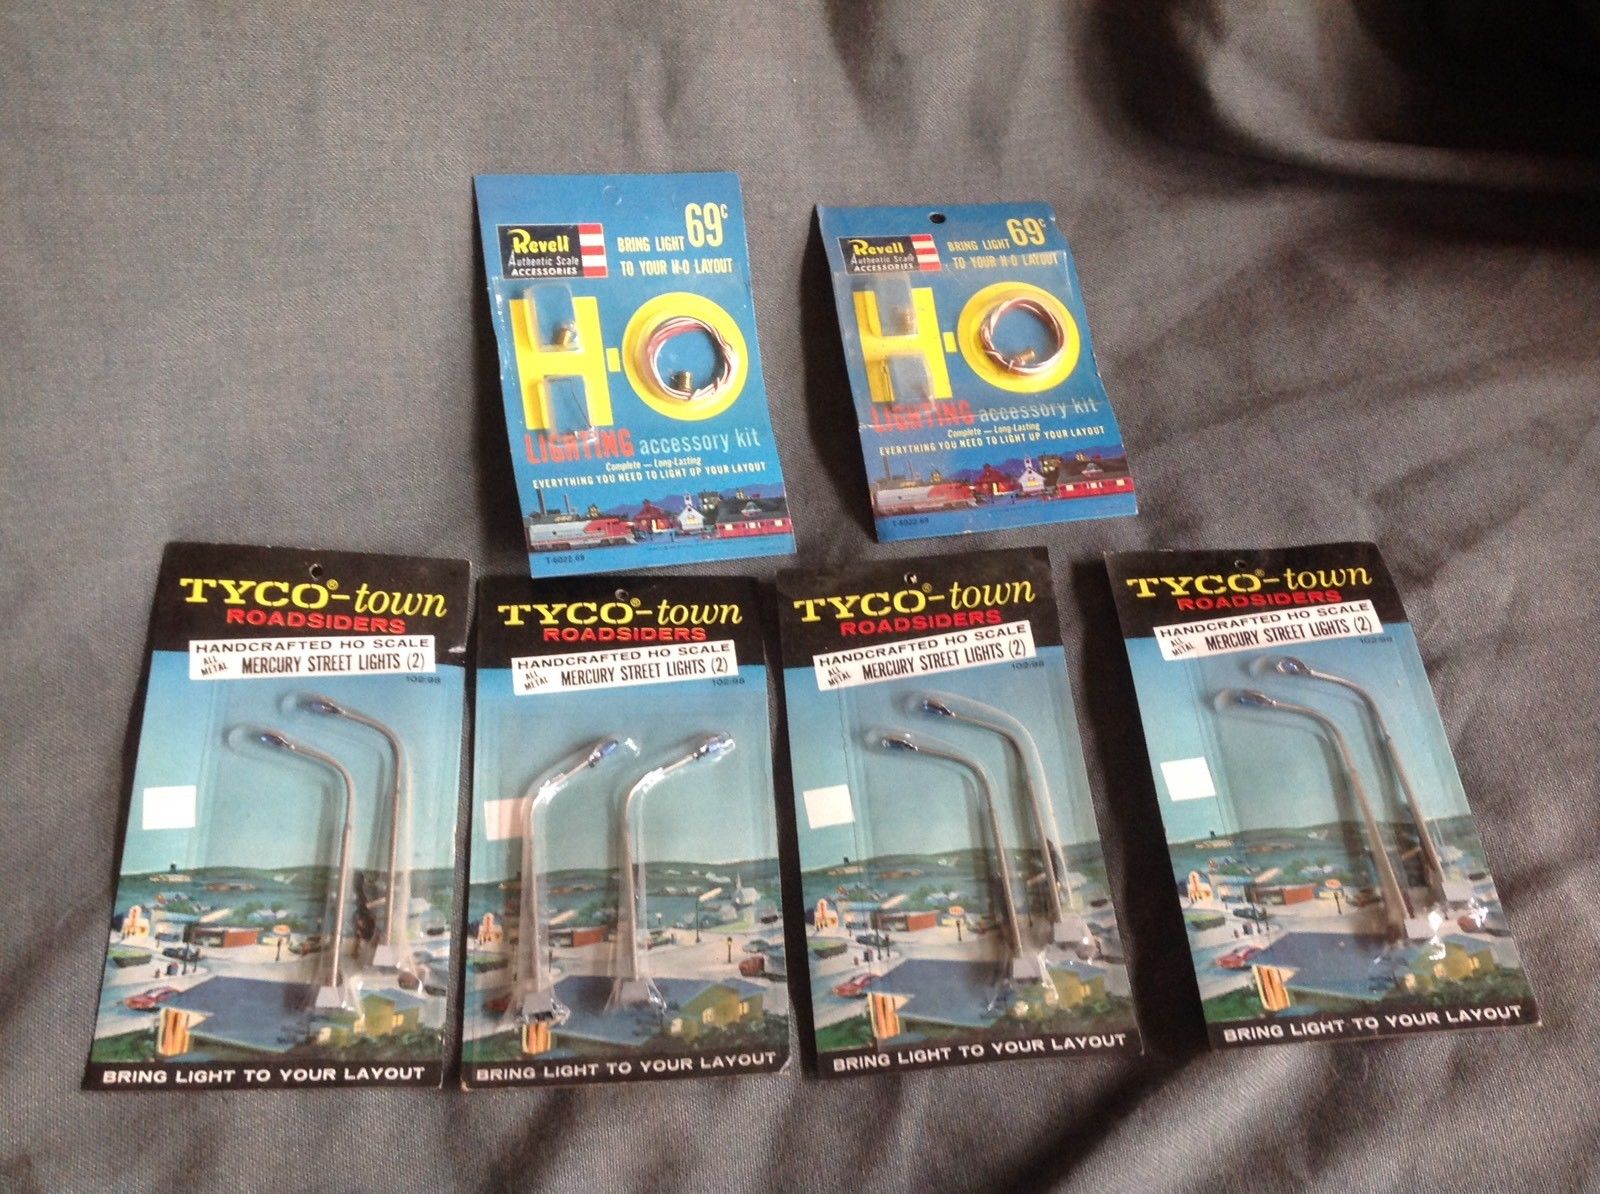 Revell
Authentic Scale
ACCESSORIES
BRING LIGHT 69¢
TO YOUR H-O LAYOUT
H-O
LIGHTING accessory kit
Complete — Long-Lasting
EVERYTHING YOU NEED TO LIGHT UP YOUR LAYOUT
T-6022:69
Revell
Authentic Scale
ACCESSORIES
BRING LIGHT 69¢
TO YOUR H-O LAYOUT
H-O
LIGHTING accessory kit
Complete — Long-Lasting
EVERYTHING YOU NEED TO LIGHT UP YOUR LAYOUT
T-6022:69
TYCO®-town
ROADSIDERS
HANDCRAFTED HO SCALE
ALL METAL MERCURY STREET LIGHTS (2)
102:98
BRING LIGHT TO YOUR LAYOUT
TYCO®-town
ROADSIDERS
HANDCRAFTED HO SCALE
ALL METAL MERCURY STREET LIGHTS (2)
102:98
BRING LIGHT TO YOUR LAYOUT
TYCO®-town
ROADSIDERS
HANDCRAFTED HO SCALE
ALL METAL MERCURY STREET LIGHTS (2)
102:98
BRING LIGHT TO YOUR LAYOUT
TYCO®-town
ROADSIDERS
HANDCRAFTED HO SCALE
ALL METAL MERCURY STREET LIGHTS (2)
102:98
BRING LIGHT TO YOUR LAYOUT